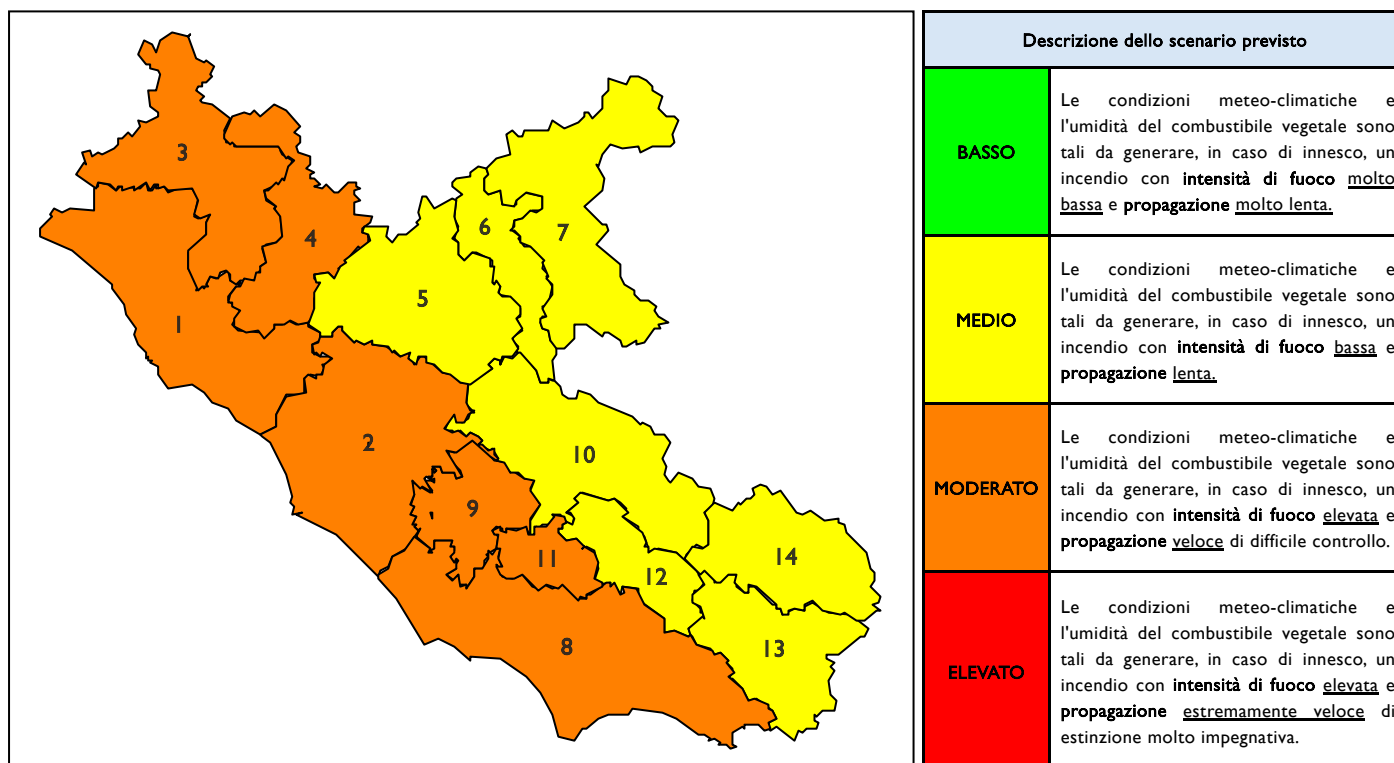 3
4
6
7
5
1
2
10
9
11
14
12
8
13
Descrizione dello scenario previsto
BASSO
Le condizioni meteo-climatiche e
l'umidità del combustibile vegetale sono
tali da generare, in caso di innesco, un
incendio con intensità di fuoco molto
bassa e propagazione molto lenta.
MEDIO
Le condizioni meteo-climatiche e
l'umidità del combustibile vegetale sono
tali da generare, in caso di innesco, un
incendio con intensità di fuoco bassa e
propagazione lenta.
MODERATO
Le condizioni meteo-climatiche e
l'umidità del combustibile vegetale sono
tali da generare, in caso di innesco, un
incendio con intensità di fuoco elevata e
propagazione veloce di difficile controllo.
ELEVATO
Le condizioni meteo-climatiche e
l'umidità del combustibile vegetale sono
tali da generare, in caso di innesco, un
incendio con intensità di fuoco elevata e
propagazione estremamente veloce di
estinzione molto impegnativa.